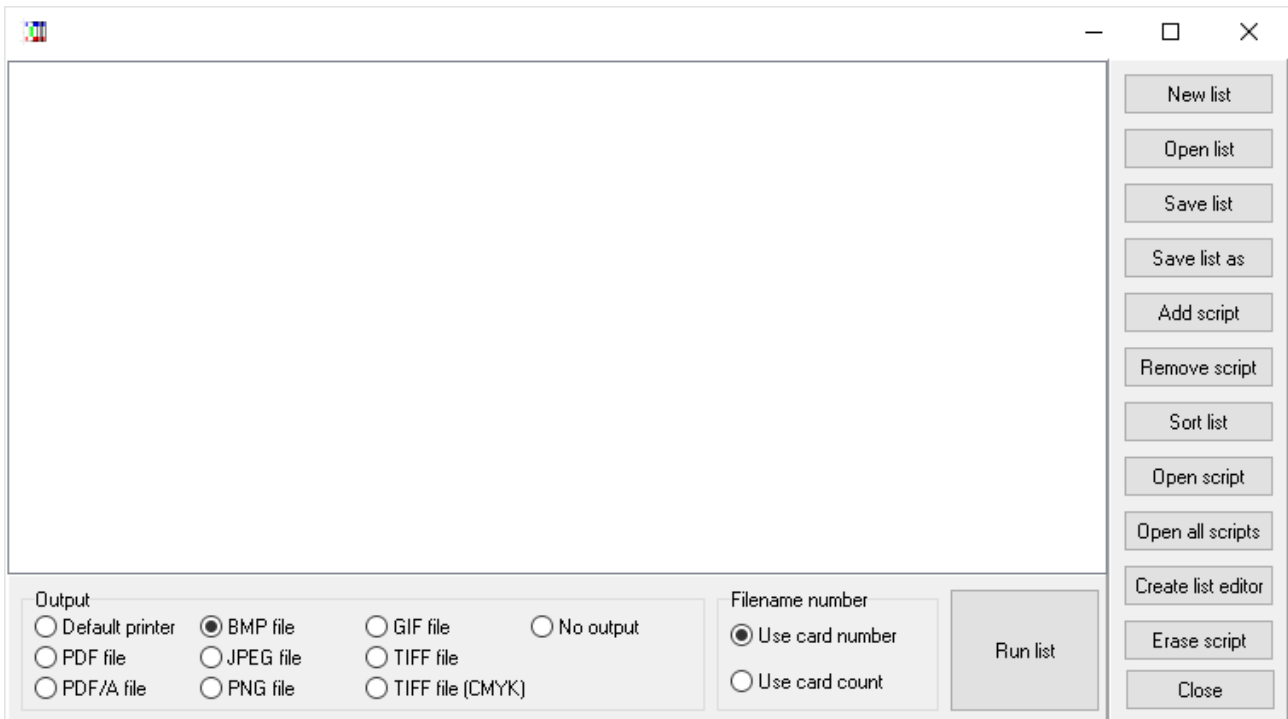 New list
Open list
Save list
Save list as
Add script
Remove script
Sort list
Open script
Open all scripts
Create list editor
Erase script
Close
Output
Default printer
BMP file
GIF file
No output
PDF file
JPEG file
TIFF file
PDF/A file
PNG file
TIFF file (CMYK)
Filename number
Use card number
Use card count
Run list